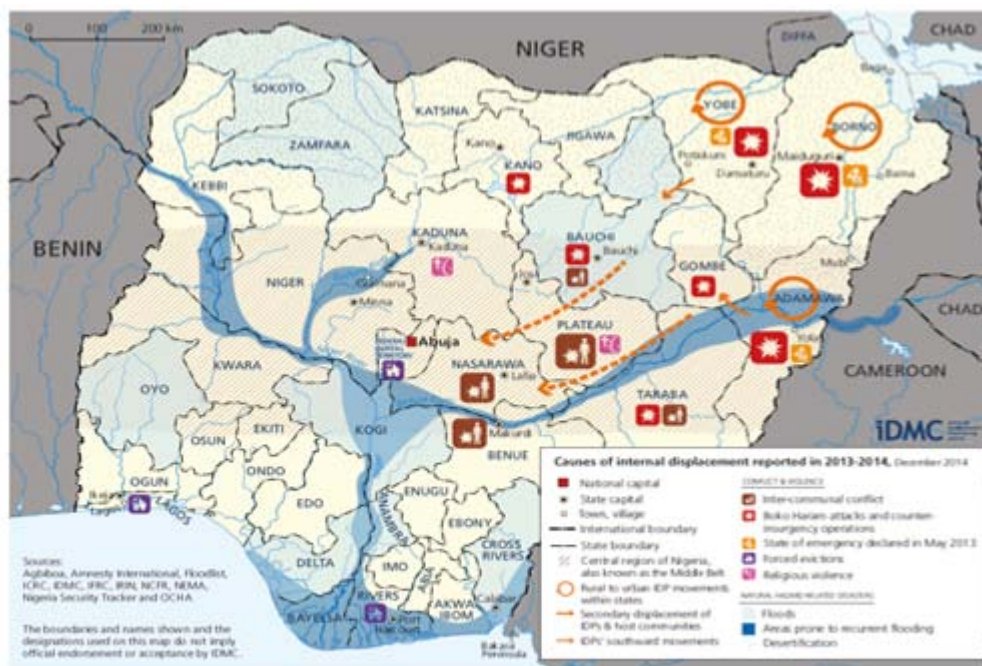 0 100 200 km
NIGER
CHAD
DIFFA
SOKOTO
KATSINA
YOBE
BORNO
ZAMFARA
Kano
JIGAWA
KANO
Potiskum
Damaturu
Maiduguri
Bama
KEBBI
BENIN
KADUNA
Kaduna
BAUCHI
Bauchi
GOMBE
Mubi
NIGER
Minna
Jos
ADAMAWA
CHAD
Abuja
PLATEAU
Yola
KWARA
NASARAWA
Lafia
CAMEROON
OYO
TARABA
KOGI
Makurdi
BENUE
iDMC
OSUN
EKITI
OGUN
ONDO
EDO
ENUGU
LAGOS
ANAMBRA
EBONY
CROSS
RIVERS
DELTA
IMO
BAYELSA
RIVERS
Port
Harcourt
AKWA
IBOM
Calabar
Bakassi
Peninsula
Sources:
Agbiboa, Amnesty International, Floodlist,
ICRC, IDMC, IFRC, IRIN, NCFR, NEMA,
Nigeria Security Tracker and OCHA
The boundaries and names shown and the
designations used on this map do not imply
official endorsement or acceptance by IDMC.
Causes of internal displacement reported in 2013-2014, December 2014
National capital
State capital
Town, village
International boundary
State boundary
Central region of Nigeria,
also known as the Middle Belt
Rural to urban IDP movements
within states
Secondary displacement of
IDPs & host communities
IDPs' southward movements
CONFLICT & VIOLENCE
Inter-communal conflict
Boko Haram attacks and counter-
insurgency operations
State of emergency declared in May 2013
Forced evictions
Religious violence
NATURAL HAZARD-RELATED DISASTERS
Floods
Areas prone to recurrent flooding
Desertification